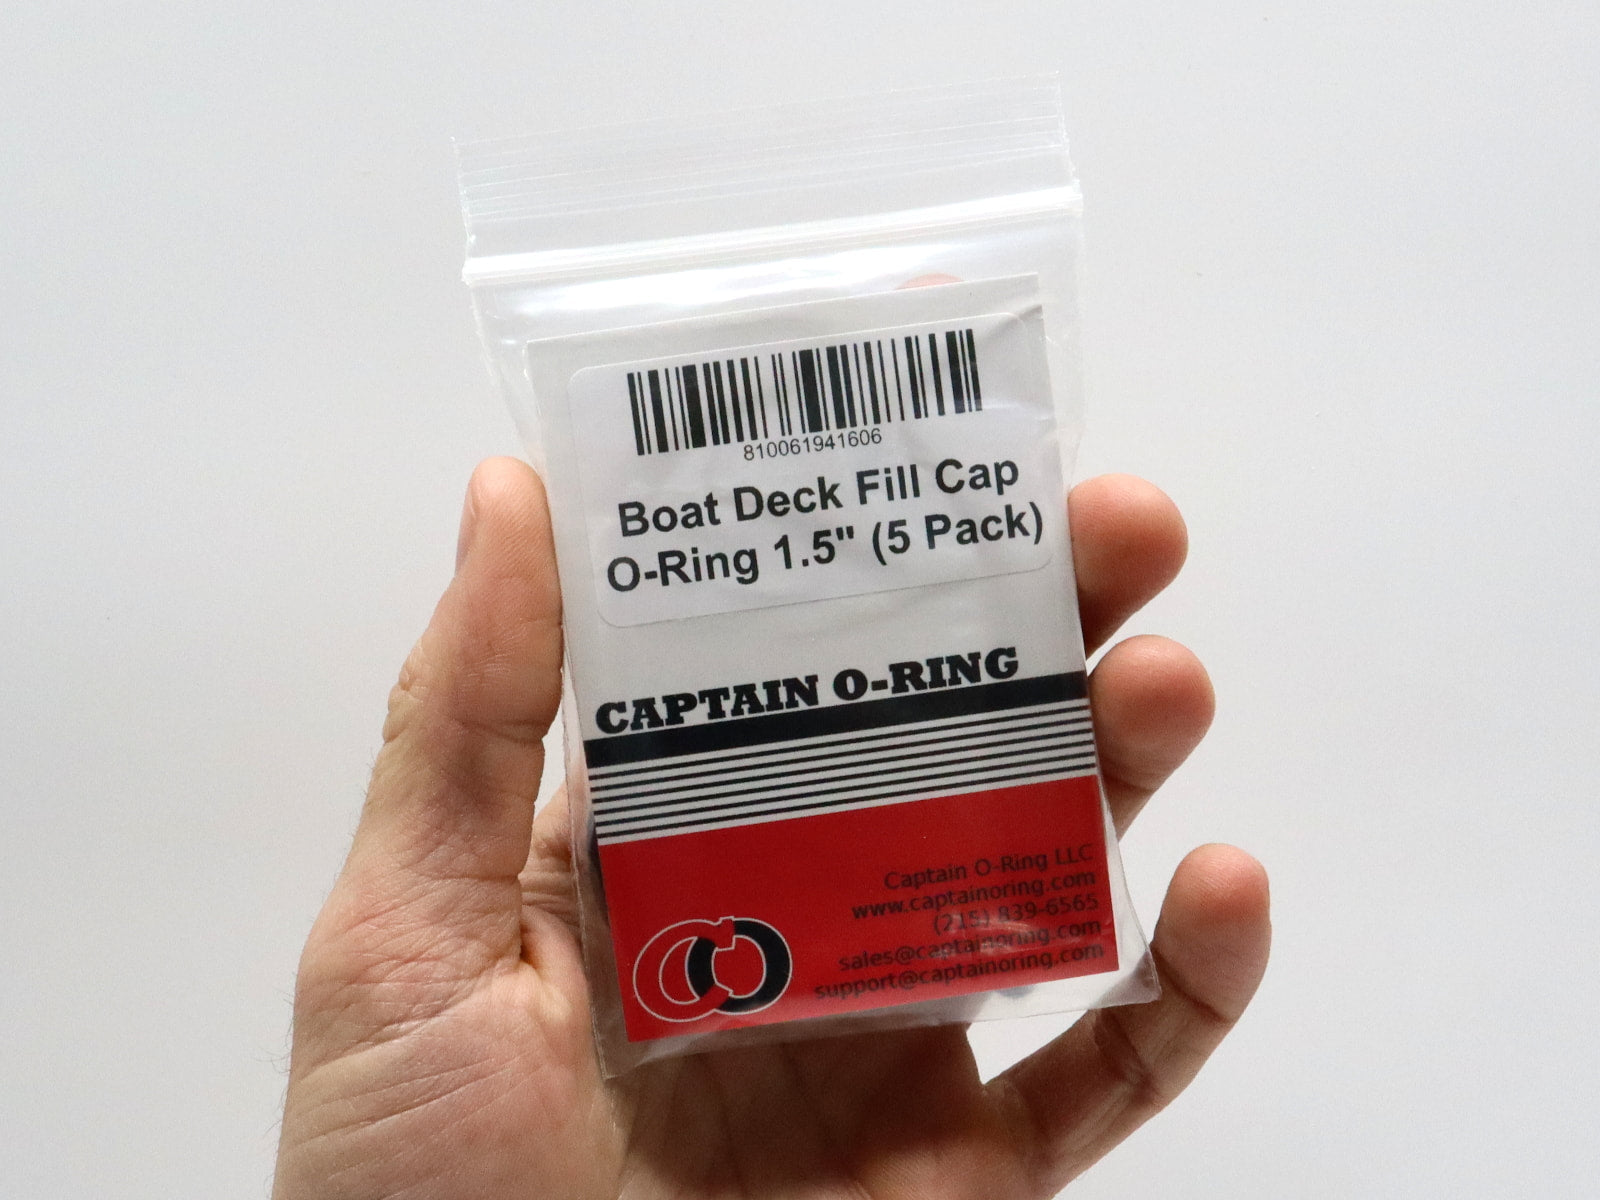 810061941606
Boat Deck Fill Cap
O-Ring 1.5" (5 Pack)
CAPTAIN O-RING
Captain O-Ring LLC
www.captainoring.com
(215) 839-6565
sales@captainoring.com
support@captainoring.com